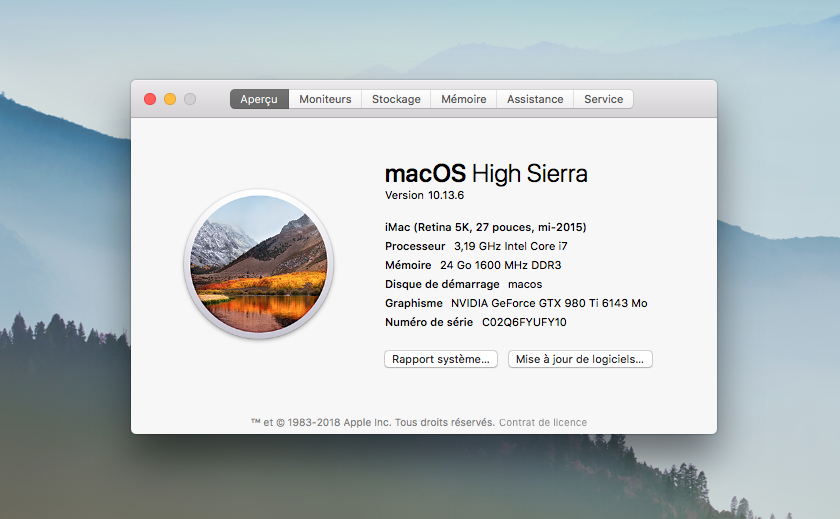 Aperçu Moniteurs Stockage Mémoire Assistance Service
macOS High Sierra
Version 10.13.6
iMac (Retina 5K, 27 pouces, mi-2015)
Processeur 3,19 GHz Intel Core i7
Mémoire 24 Go 1600 MHz DDR3
Disque de démarrage macos
Graphisme NVIDIA GeForce GTX 980 Ti 6143 Mo
Numéro de série C02Q6FYUFY10
Rapport système... Mise à jour de logiciels...
™ et © 1983-2018 Apple Inc. Tous droits réservés. Contrat de licence